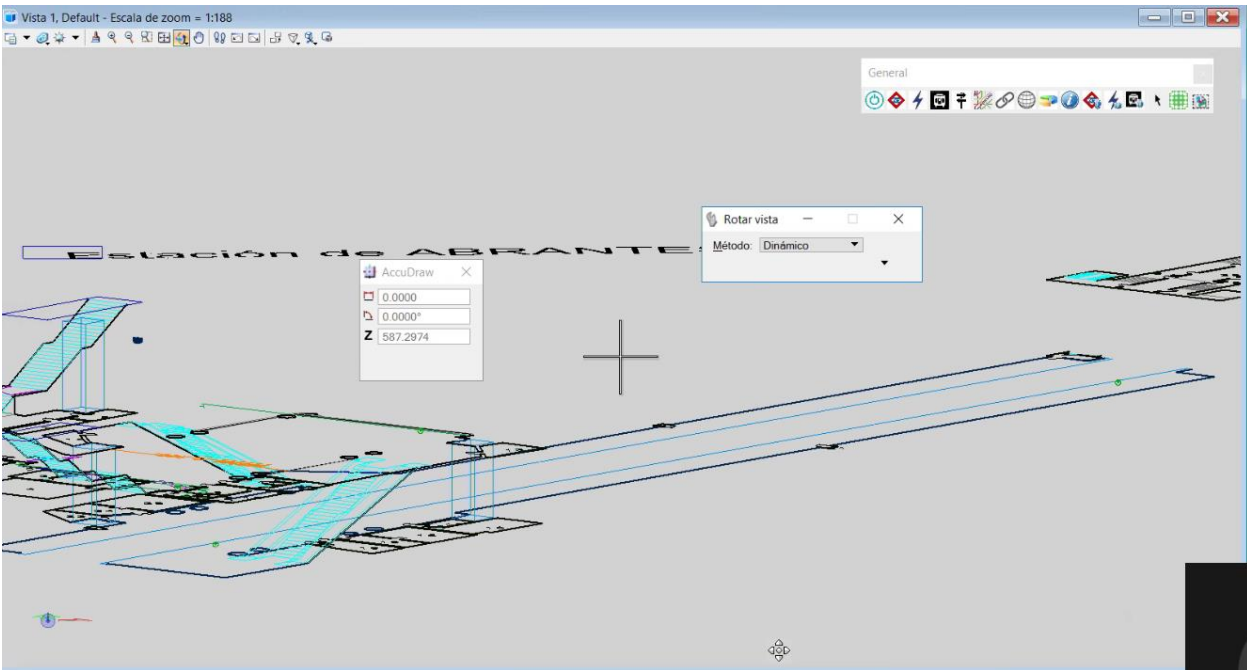 Vista 1, Default - Escala de zoom = 1:188
General
Rotar vista
Método: Dinámico
Estación de ABRANTES
AccuDraw
0.0000
0.0000°
Z 587.2974